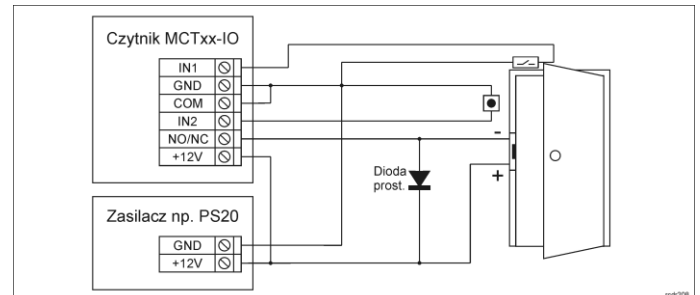 Czytnik MCTxx-IO
IN1
GND
COM
IN2
NO/NC
+12V
-
+
Dioda
prost.
Zasilacz np. PS20
GND
+12V